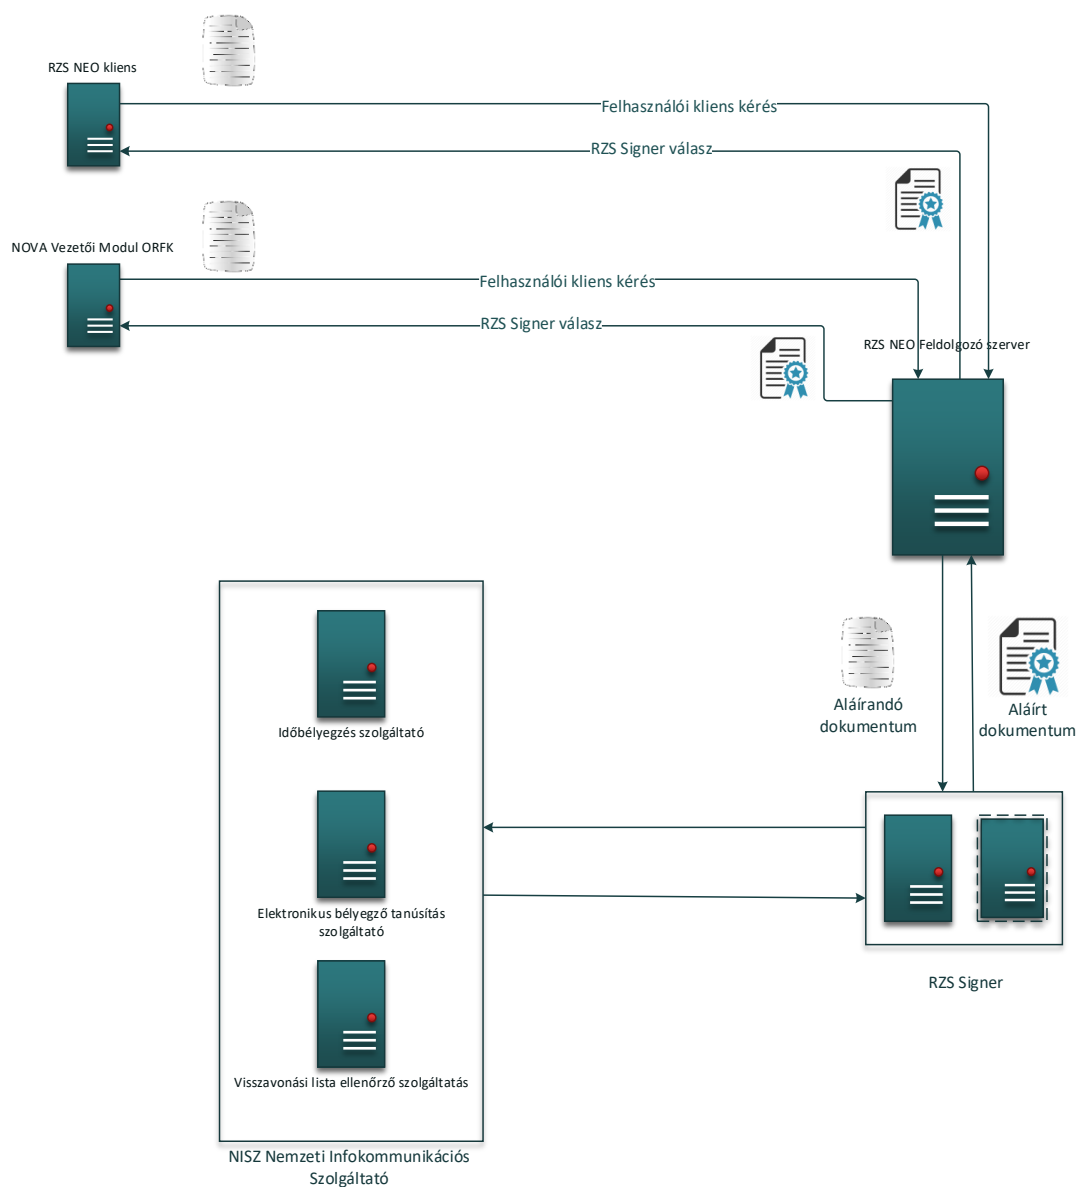 RZS NEO kliens
Felhasználói kliens kérés
RZS Signer válasz
NOVA Vezetői Modul ORFK
Felhasználói kliens kérés
RZS Signer válasz
RZS NEO Feldolgozó szerver
Aláírandó
dokumentum
Aláírt
dokumentum
Időbélyegzés szolgáltató
Elektronikus bélyegző tanúsítás
szolgáltató
Visszavonási lista ellenőrző szolgáltatás
RZS Signer
NISZ Nemzeti Infokommunikációs
Szolgáltató